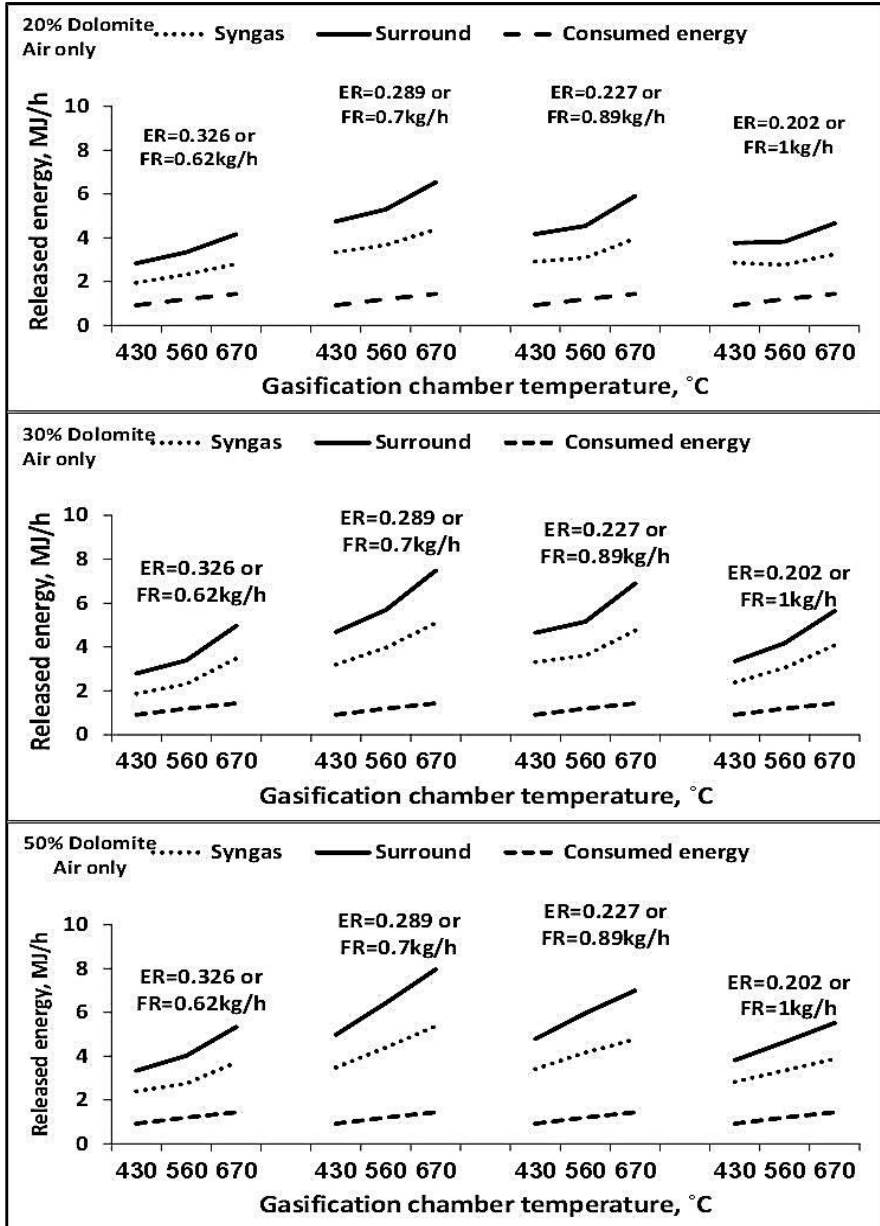 20% Dolomite
Air only
Syngas
Surround
Consumed energy
ER=0.326 or
FR=0.62kg/h
ER=0.289 or
FR=0.7kg/h
ER=0.227 or
FR=0.89kg/h
ER=0.202 or
FR=1kg/h
Released energy, MJ/h
10
8
6
4
2
0
430 560 670
430 560 670
430 560 670
430 560 670
Gasification chamber temperature, °C
30% Dolomite
Air only
Syngas
Surround
Consumed energy
ER=0.326 or
FR=0.62kg/h
ER=0.289 or
FR=0.7kg/h
ER=0.227 or
FR=0.89kg/h
ER=0.202 or
FR=1kg/h
Released energy, MJ/h
10
8
6
4
2
0
430 560 670
430 560 670
430 560 670
430 560 670
Gasification chamber temperature, °C
50% Dolomite
Air only
Syngas
Surround
Consumed energy
ER=0.326 or
FR=0.62kg/h
ER=0.289 or
FR=0.7kg/h
ER=0.227 or
FR=0.89kg/h
ER=0.202 or
FR=1kg/h
Released energy, MJ/h
10
8
6
4
2
0
430 560 670
430 560 670
430 560 670
430 560 670
Gasification chamber temperature, °C